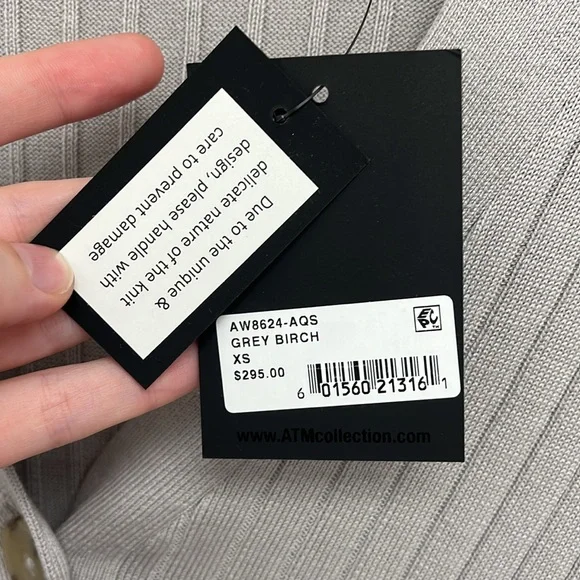 Due to the unique &
delicate nature of the knit
design, please handle with
care to prevent damage
AW8624-AQS
GREY BIRCH
XS
$295.00
6 01560 21316 1
www.ATMcollection.com